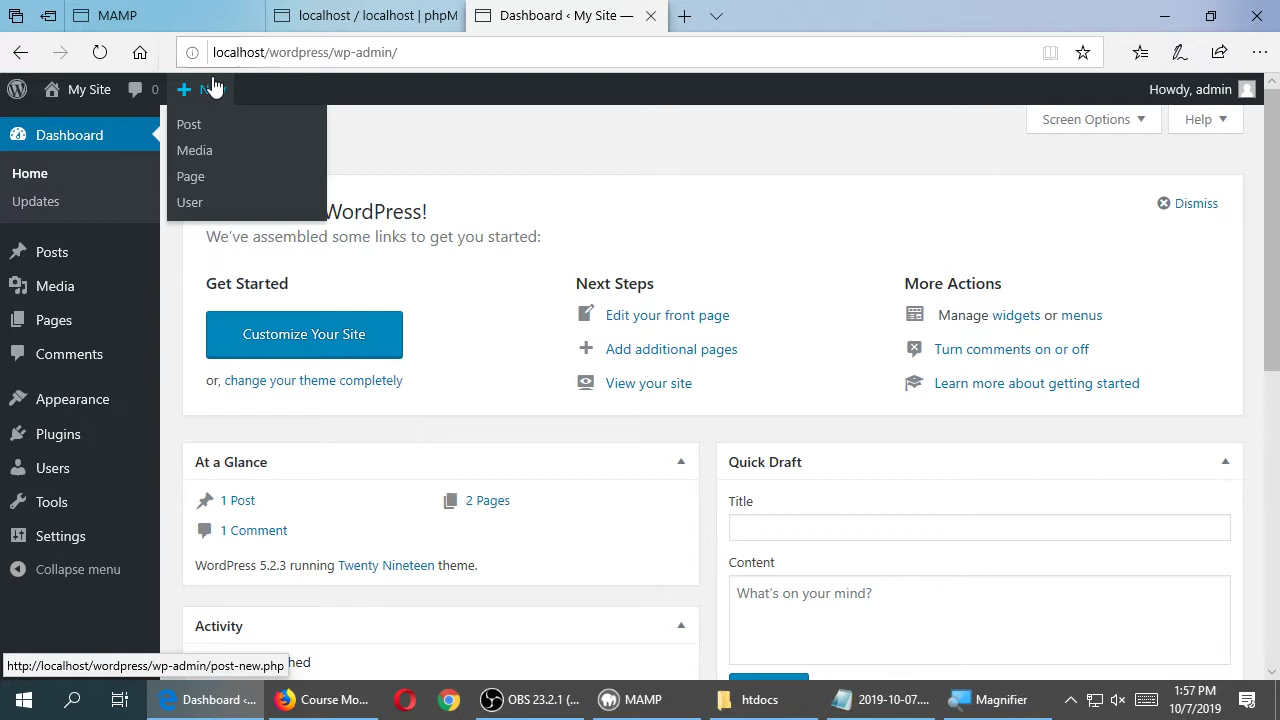 MAMP
localhost / localhost | phpM
Dashboard ‹ My Site —
localhost/wordpress/wp-admin/
My Site
0
Howdy, admin
Dashboard
Home
Updates
Posts
Media
Pages
Comments
Appearance
Plugins
Users
Tools
Settings
Collapse menu
Post
Media
Page
User
Screen Options
Help
WordPress!
We've assembled some links to get you started:
Dismiss
Get Started
Customize Your Site
or, change your theme completely
Next Steps
Edit your front page
Add additional pages
View your site
More Actions
Manage widgets or menus
Turn comments on or off
Learn more about getting started
At a Glance
1 Post
2 Pages
1 Comment
WordPress 5.2.3 running Twenty Nineteen theme.
Activity
Quick Draft
Title
Content
What's on your mind?
http://localhost/wordpress/wp-admin/post-new.php
Dashboard ‹...
Course Mo...
OBS 23.2.1 (...
MAMP
htdocs
2019-10-07....
Magnifier
1:57 PM
10/7/2019